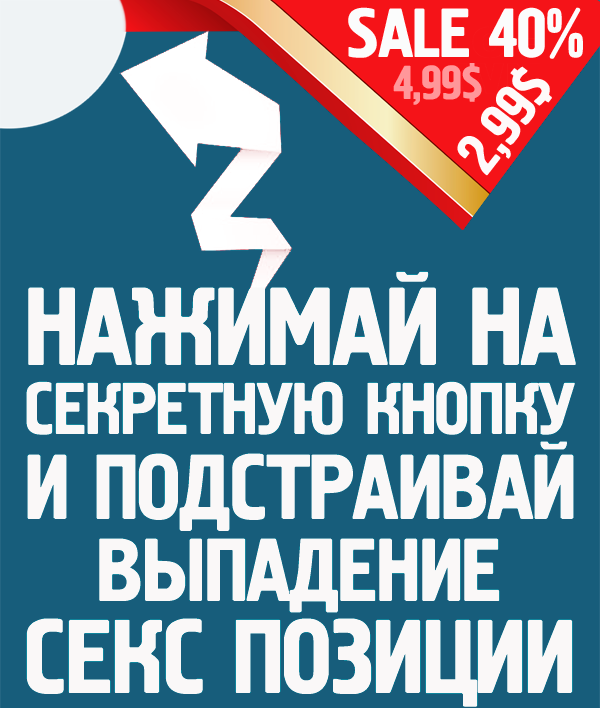 SALE 40%
4,99$
2,99$
НАЖИМАЙ НА
СЕКРЕТНУЮ КНОПКУ
И ПОДСТРАИВАЙ
ВЫПАДЕНИЕ
СЕКС ПОЗИЦИИ